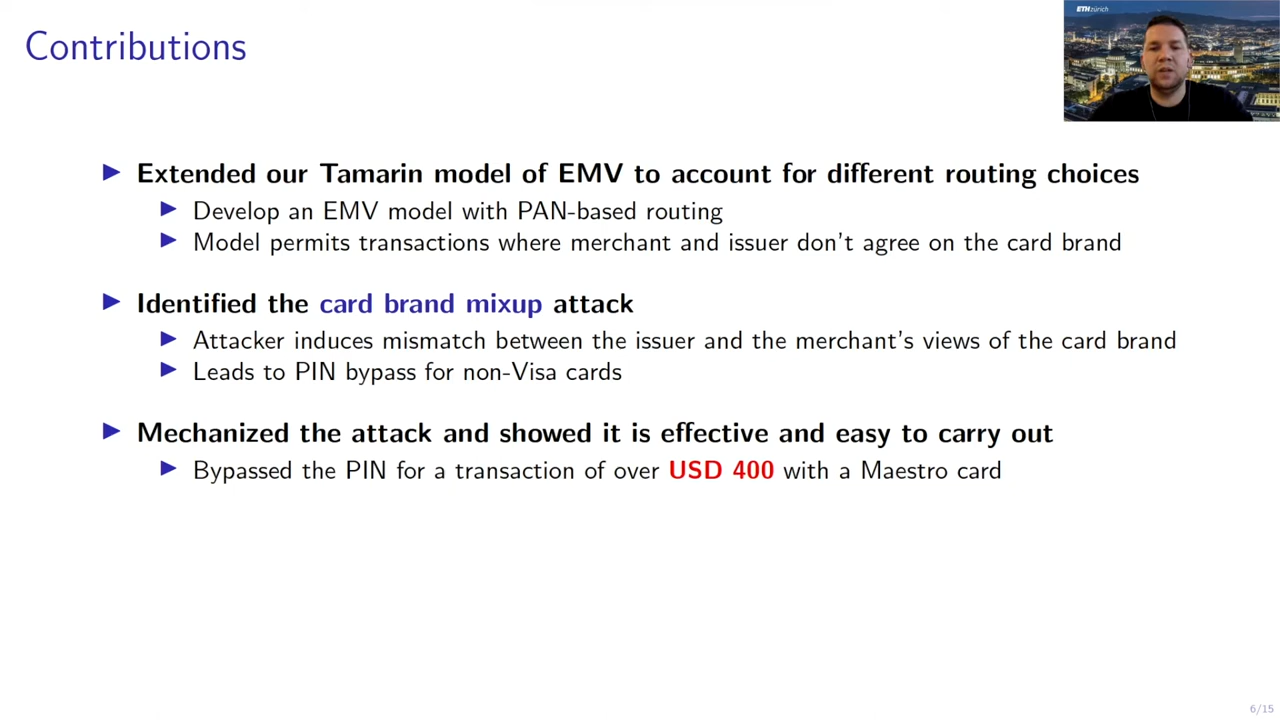 Contributions
ETH zürich
Extended our Tamarin model of EMV to account for different routing choices
Develop an EMV model with PAN-based routing
Model permits transactions where merchant and issuer don't agree on the card brand
Identified the card brand mixup attack
Attacker induces mismatch between the issuer and the merchant's views of the card brand
Leads to PIN bypass for non-Visa cards
Mechanized the attack and showed it is effective and easy to carry out
Bypassed the PIN for a transaction of over USD 400 with a Maestro card
6/15